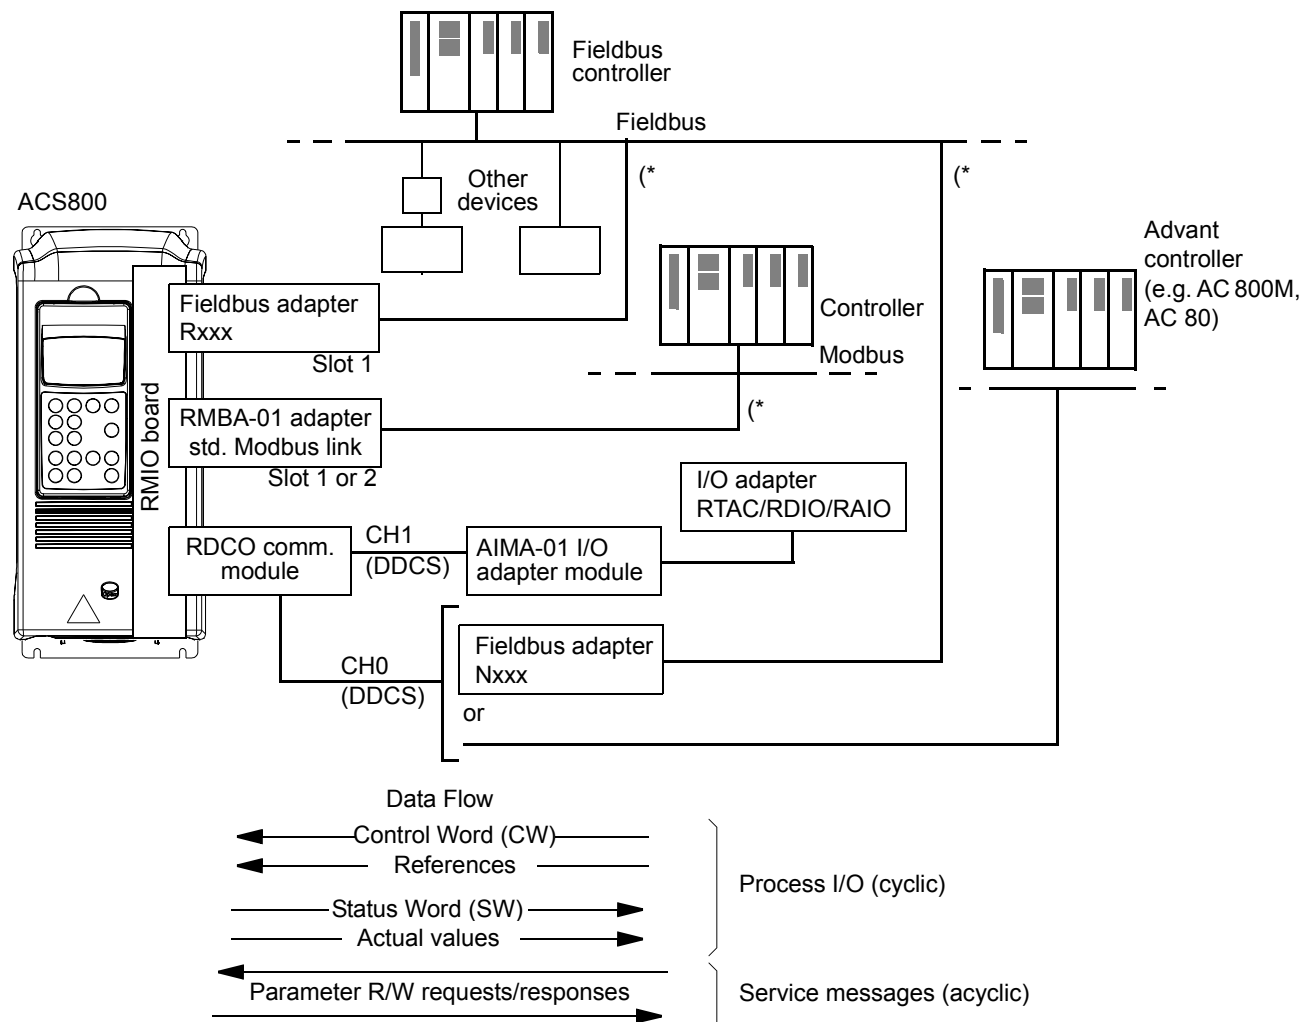 Fieldbus
controller
Fieldbus
(*
(*
Other
devices
ACS800
Advant
controller
(e.g. AC 800M,
AC 80)
Fieldbus adapter
Rxxx
Slot 1
Controller
Modbus
(*
RMIO board
RMBA-01 adapter
std. Modbus link
Slot 1 or 2
I/O adapter
RTAC/RDIO/RAIO
RDCO comm.
module
CH1
(DDCS)
AIMA-01 I/O
adapter module
CH0
(DDCS)
Fieldbus adapter
Nxxx
or
Data Flow
Control Word (CW)
References
Process I/O (cyclic)
Status Word (SW)
Actual values
Parameter R/W requests/responses
Service messages (acyclic)